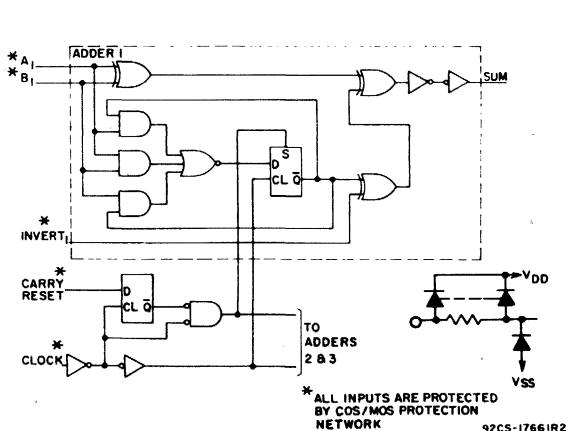 ADDER 1
* A1
* B1
SUM
S
D
CL Q̅
*
INVERT1
*
CARRY
RESET
D
CL Q̅
*
CLOCK
TO
ADDERS
2 & 3
VDD
VSS
* ALL INPUTS ARE PROTECTED
BY COS/MOS PROTECTION
NETWORK
92CS-17661R2